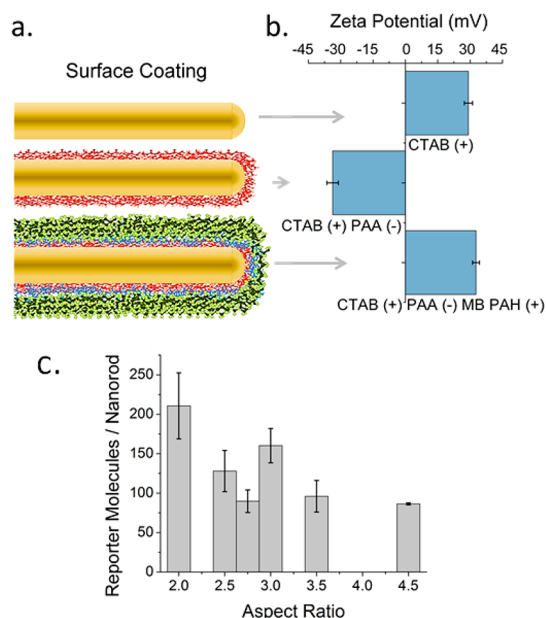 a.
b.
Zeta Potential (mV)
-45 -30 -15 0 15 30 45
Surface Coating
CTAB (+)
CTAB (+) PAA (-)
CTAB (+) PAA (-) MB PAH (+)
c.
Reporter Molecules / Nanorod
250
200
150
100
50
0
2.0 2.5 3.0 3.5 4.0 4.5
Aspect Ratio